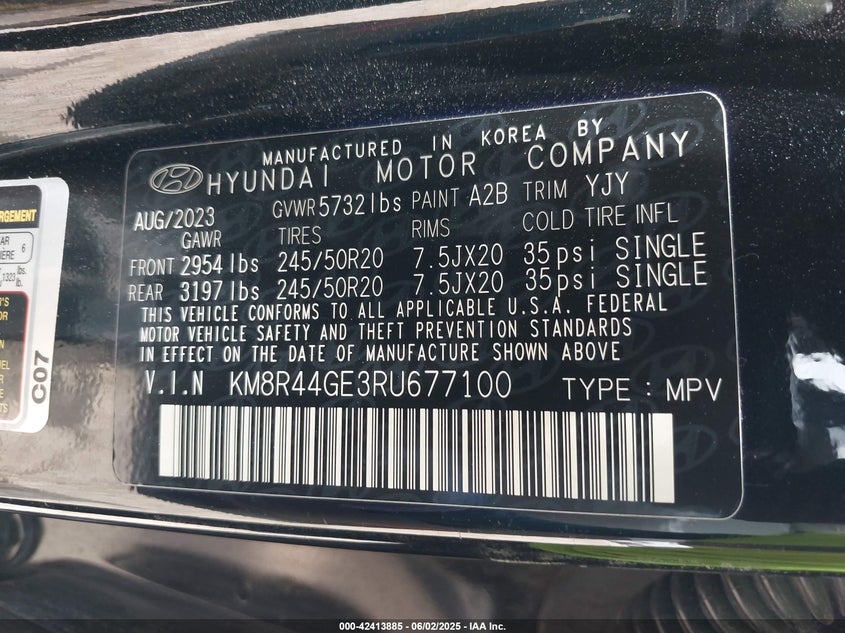 MANUFACTURED IN KOREA BY
HYUNDAI MOTOR COMPANY
AUG/2023 GVWR 5732 lbs PAINT A2B TRIM YJY
GAWR TIRES RIMS COLD TIRE INFL
FRONT 2954 lbs 245/50R20 7.5JX20 35 psi SINGLE
REAR 3197 lbs 245/50R20 7.5JX20 35 psi SINGLE
THIS VEHICLE CONFORMS TO ALL APPLICABLE U.S.A. FEDERAL
MOTOR VEHICLE SAFETY AND THEFT PREVENTION STANDARDS
IN EFFECT ON THE DATE OF MANUFACTURE SHOWN ABOVE
V.I.N KM8R44GE3RU677100 TYPE : MPV
6
1323 lbs.
lb.
C07
000-42413885 | 06/02/2025 - IAA Inc.